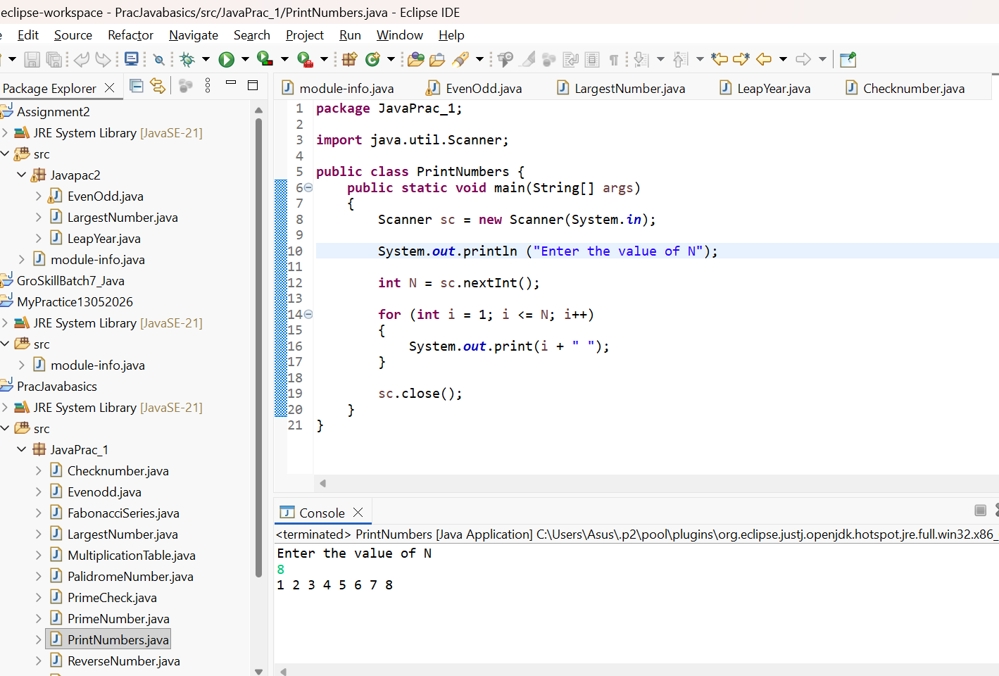 eclipse-workspace - PracJavabasics/src/JavaPrac_1/PrintNumbers.java - Eclipse IDE
Edit Source Refactor Navigate Search Project Run Window Help
Package Explorer
Assignment2
JRE System Library [JavaSE-21]
src
Javapac2
EvenOdd.java
LargestNumber.java
LeapYear.java
module-info.java
GroSkillBatch7_Java
MyPractice13052026
JRE System Library [JavaSE-21]
src
module-info.java
PracJavabasics
JRE System Library [JavaSE-21]
src
JavaPrac_1
Checknumber.java
Evenodd.java
FabonacciSeries.java
LargestNumber.java
MultiplicationTable.java
PalidromeNumber.java
PrimeCheck.java
PrimeNumber.java
PrintNumbers.java
ReverseNumber.java
module-info.java EvenOdd.java LargestNumber.java LeapYear.java Checknumber.java
1 package JavaPrac_1;
2
3 import java.util.Scanner;
4
5 public class PrintNumbers {
6 public static void main(String[] args)
7 {
8 Scanner sc = new Scanner(System.in);
9
10 System.out.println ("Enter the value of N");
11
12 int N = sc.nextInt();
13
14 for (int i = 1; i <= N; i++)
15 {
16 System.out.print(i + " ");
17 }
18
19 sc.close();
20 }
21 }
Console
<terminated> PrintNumbers [Java Application] C:\Users\Asus\.p2\pool\plugins\org.eclipse.justj.openjdk.hotspot.jre.full.win32.x86_
Enter the value of N
8
1 2 3 4 5 6 7 8